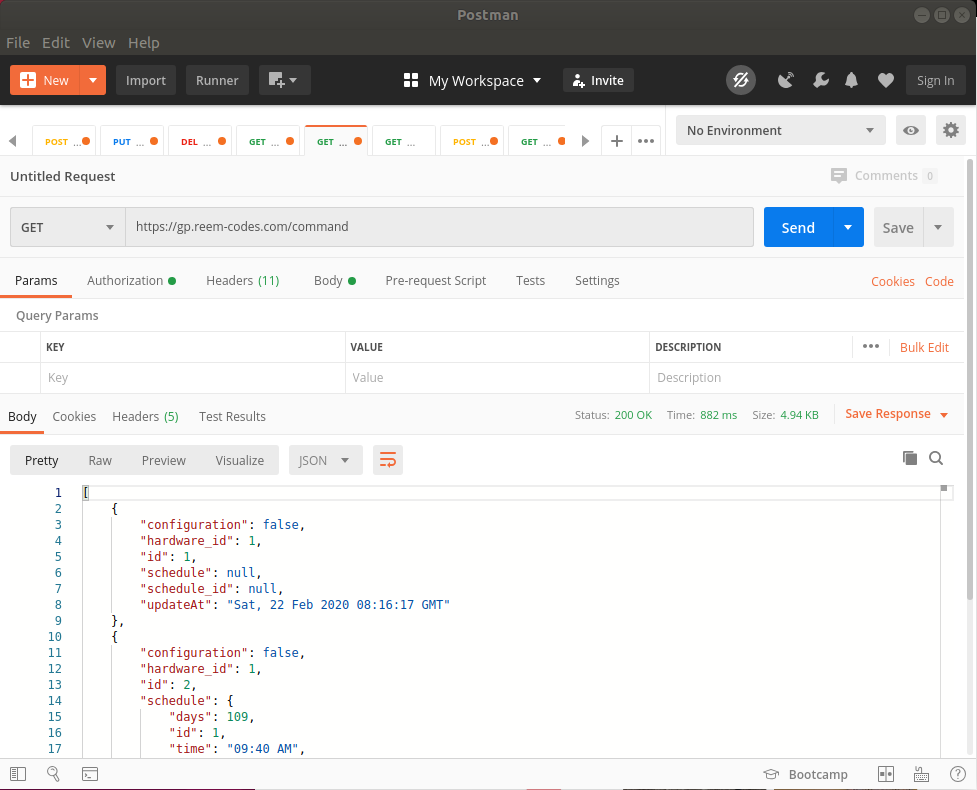 Postman
File Edit View Help
New Import Runner My Workspace Invite Sign In
POST ... PUT ... DEL ... GET ... GET ... GET ... POST ... GET ... No Environment
Untitled Request Comments 0
GET https://gp.reem-codes.com/command Send Save
Params Authorization Headers (11) Body Pre-request Script Tests Settings Cookies Code
Query Params
KEY VALUE DESCRIPTION ••• Bulk Edit
Key Value Description
Body Cookies Headers (5) Test Results Status: 200 OK Time: 882 ms Size: 4.94 KB Save Response
Pretty Raw Preview Visualize JSON
1 [
2 {
3 "configuration": false,
4 "hardware_id": 1,
5 "id": 1,
6 "schedule": null,
7 "schedule_id": null,
8 "updateAt": "Sat, 22 Feb 2020 08:16:17 GMT"
9 },
10 {
11 "configuration": false,
12 "hardware_id": 1,
13 "id": 2,
14 "schedule": {
15 "days": 109,
16 "id": 1,
17 "time": "09:40 AM",
Bootcamp